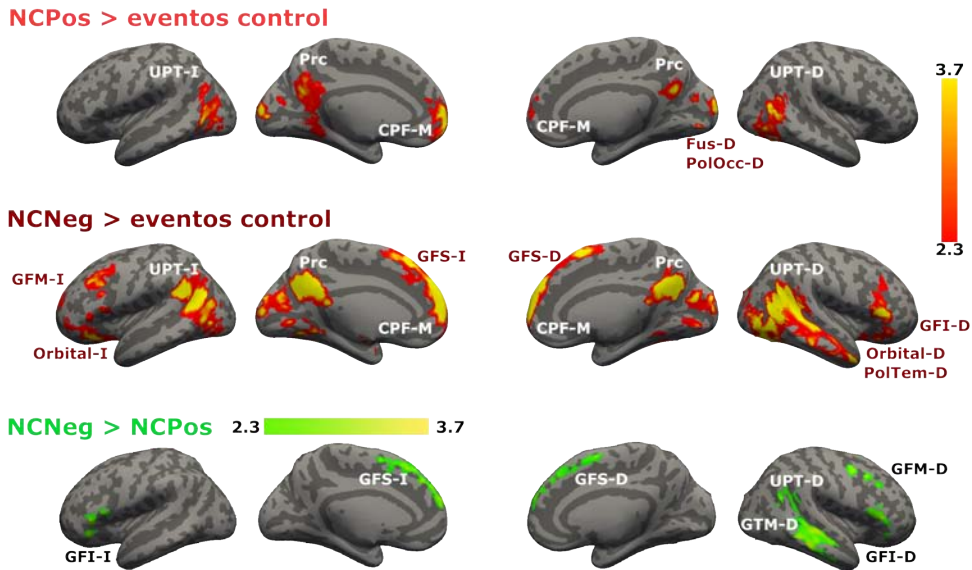 NCPos > eventos control
UPT-I
Prc
CPF-M
Prc
UPT-D
CPF-M
Fus-D
PolOcc-D
3.7
2.3
NCNeg > eventos control
GFM-I
UPT-I
Orbital-I
Prc
GFS-I
CPF-M
GFS-D
Prc
CPF-M
UPT-D
GFI-D
Orbital-D
PolTem-D
NCNeg > NCPos
2.3 3.7
GFI-I
GFS-I
GFS-D
UPT-D
GFM-D
GTM-D
GFI-D